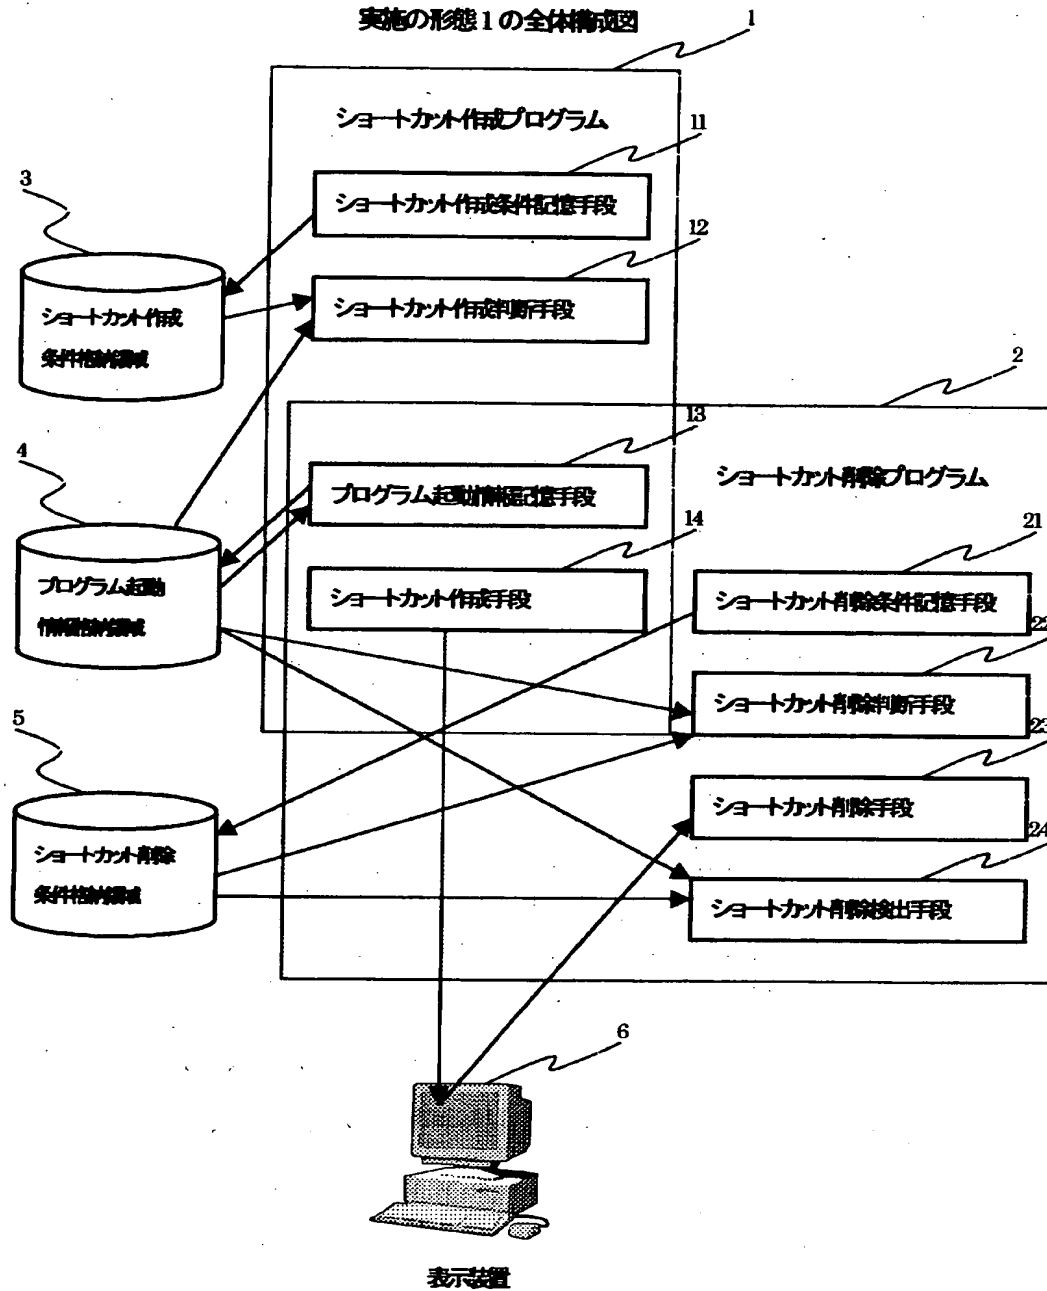 実施の形態1の全体構成図
1
ショートカット作成プログラム
11
ショートカット作成条件記憶手段
3
12
ショートカット作成
条件格納領域
ショートカット作成判断手段
2
13
ショートカット削除プログラム
4
プログラム起動情報記憶手段
14
21
プログラム起動
情報格納領域
ショートカット作成手段
ショートカット削除条件記憶手段
22
ショートカット削除判断手段
5
23
ショートカット削除手段
24
ショートカット削除
条件格納領域
ショートカット削除検出手段
6
表示装置